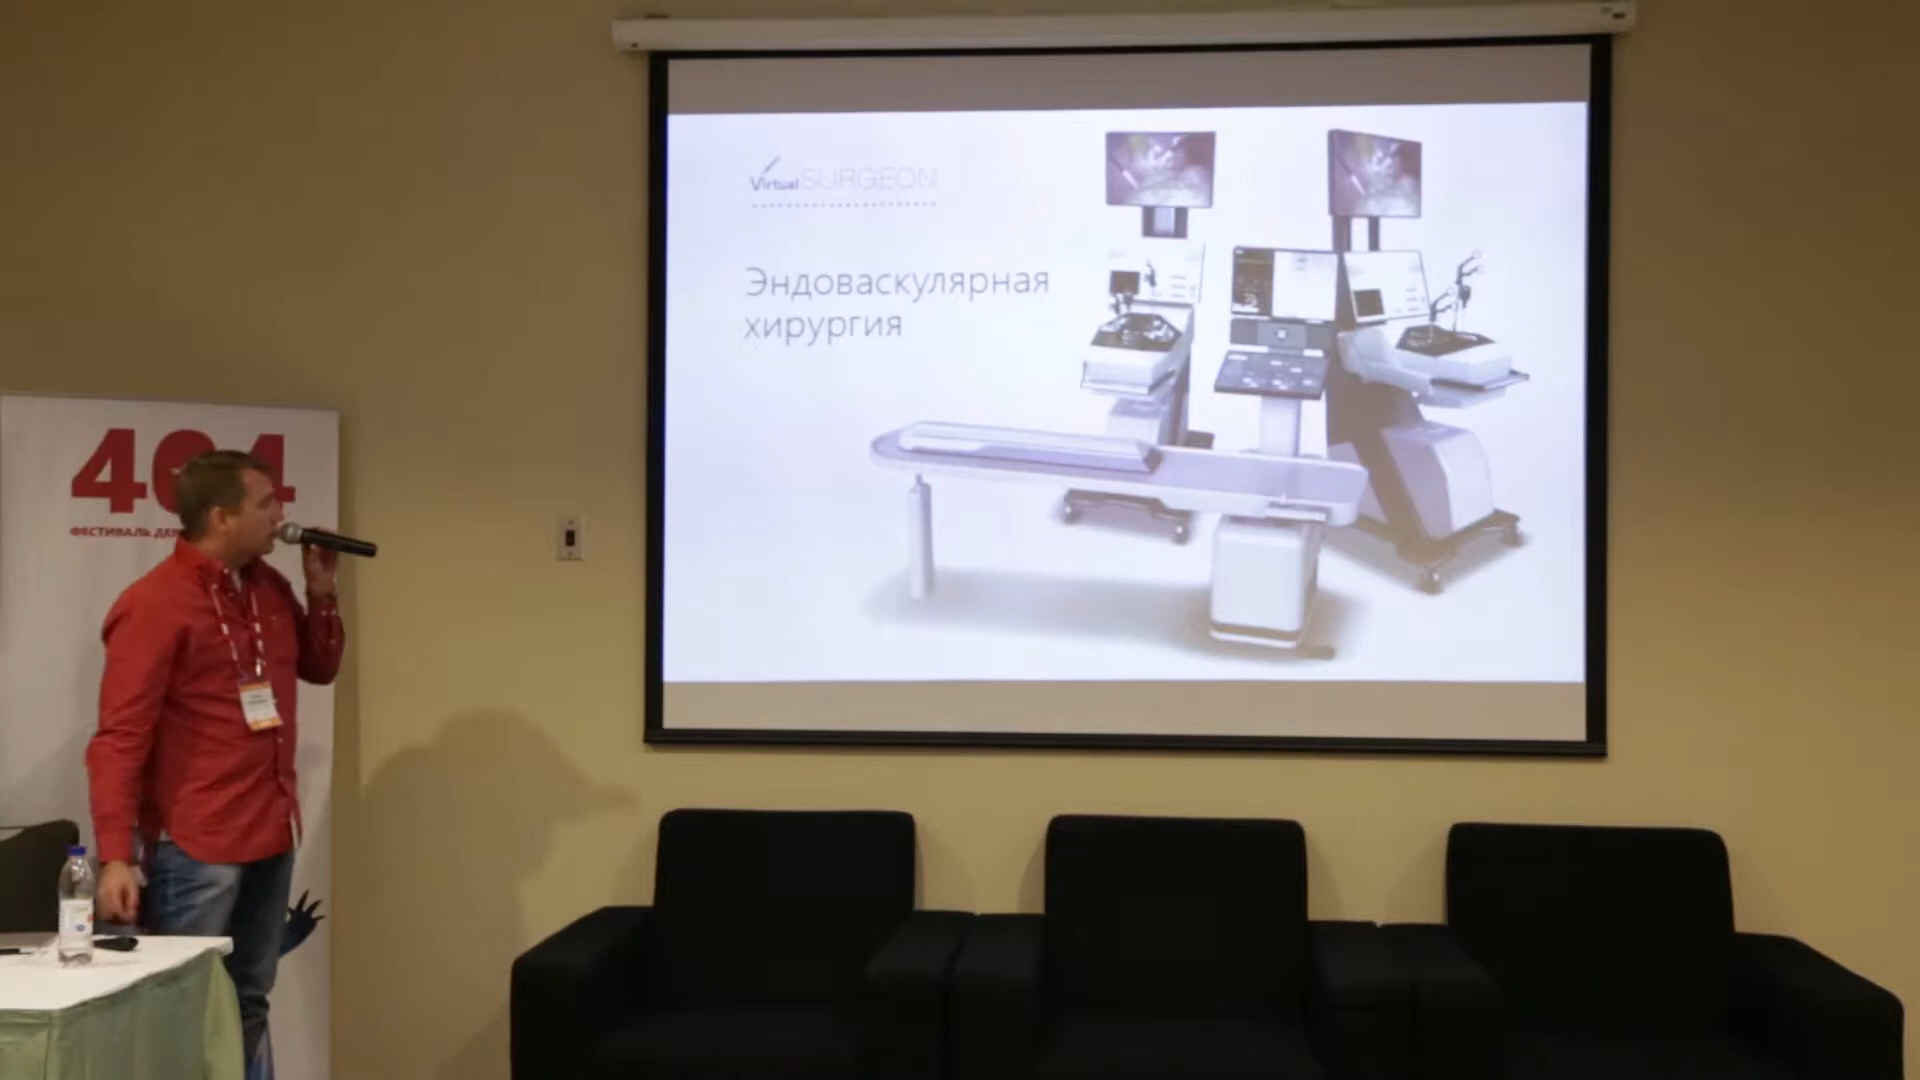 Virtual SURGEON
Эндоваскулярная
хирургия
404
ФЕСТИВАЛЬ